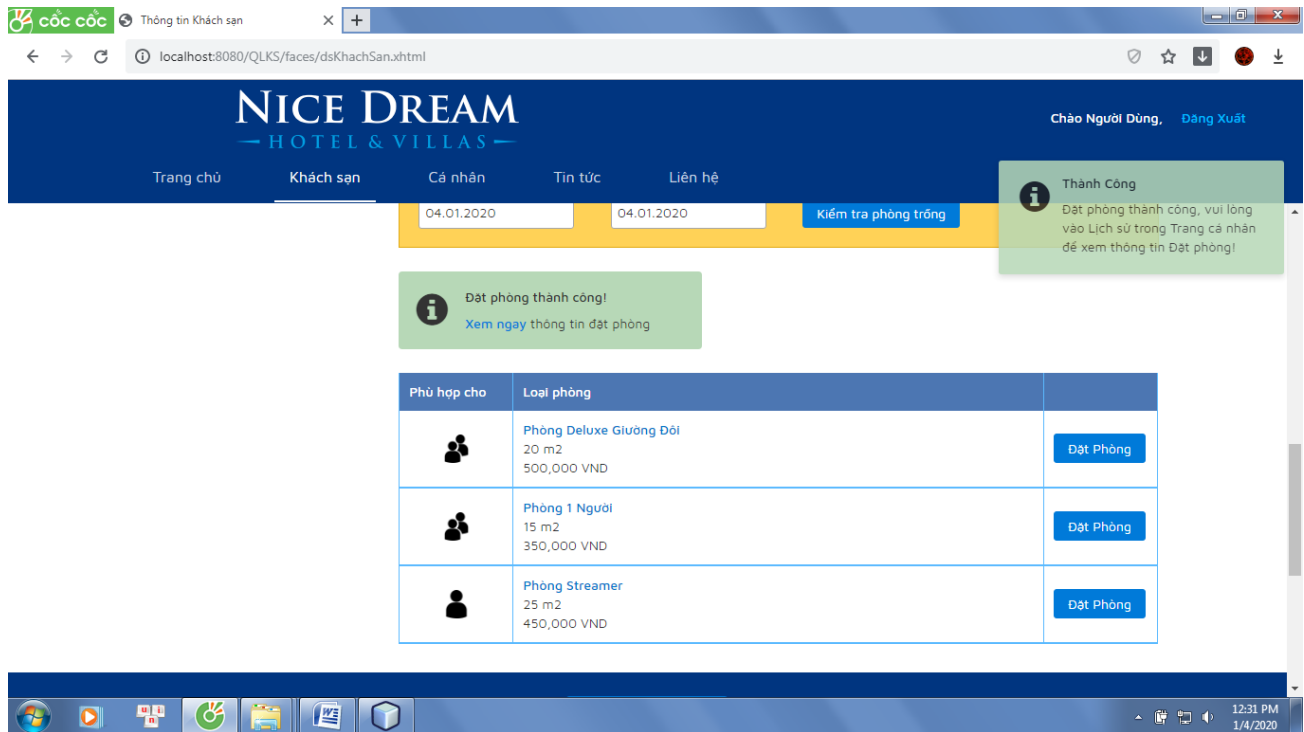 cốc cốc
Thông tin Khách sạn
localhost:8080/QLKS/faces/dsKhachSan.xhtml
NICE DREAM
HOTEL & VILLAS
Chào Người Dùng, Đăng Xuất
Trang chủ Khách sạn Cá nhân Tin tức Liên hệ
Thành Công
Đặt phòng thành công, vui lòng
vào Lịch sử trong Trang cá nhân
để xem thông tin Đặt phòng!
04.01.2020 04.01.2020 Kiểm tra phòng trống
Đặt phòng thành công!
Xem ngay thông tin đặt phòng
Phù hợp cho Loại phòng
Phòng Deluxe Giường Đôi
20 m2
500,000 VND
Đặt Phòng
Phòng 1 Người
15 m2
350,000 VND
Đặt Phòng
Phòng Streamer
25 m2
450,000 VND
Đặt Phòng
12:31 PM
1/4/2020